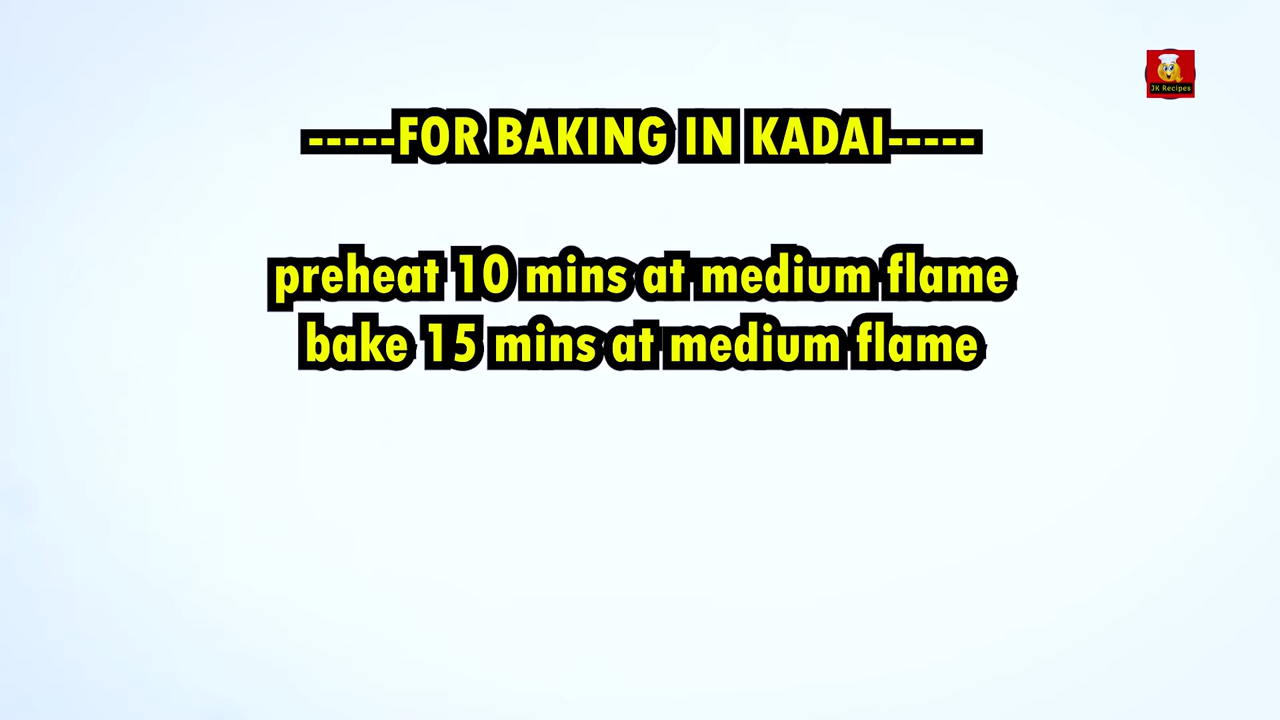 JK Recipes
-----FOR BAKING IN KADAI-----
preheat 10 mins at medium flame
bake 15 mins at medium flame